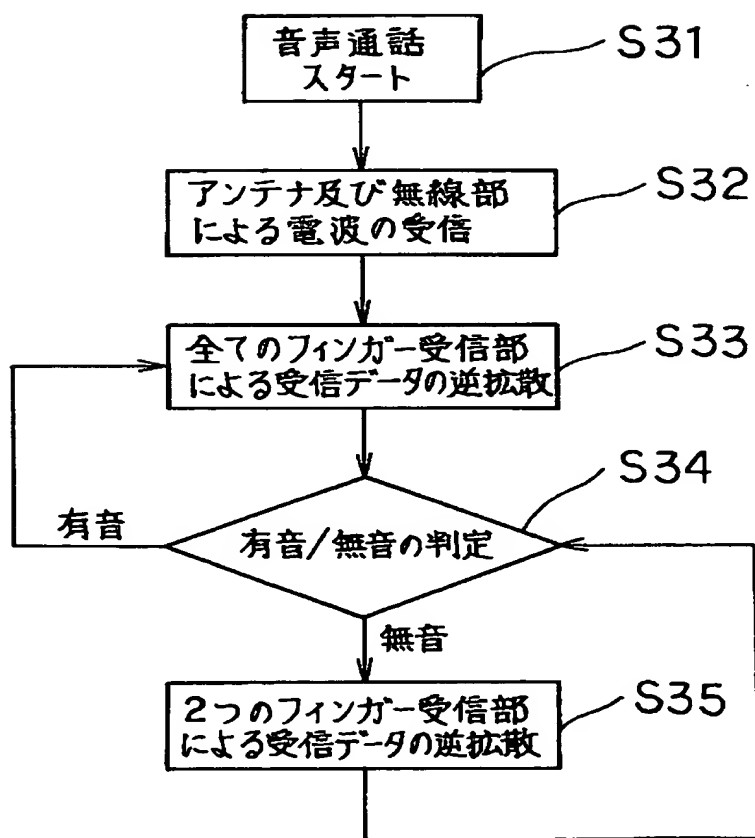 音声通話
スタート
S31
アンテナ及び無線部
による電波の受信
S32
全てのフィンガー受信部
による受信データの逆拡散
S33
有音/無音の判定
S34
有音
無音
2つのフィンガー受信部
による受信データの逆拡散
S35